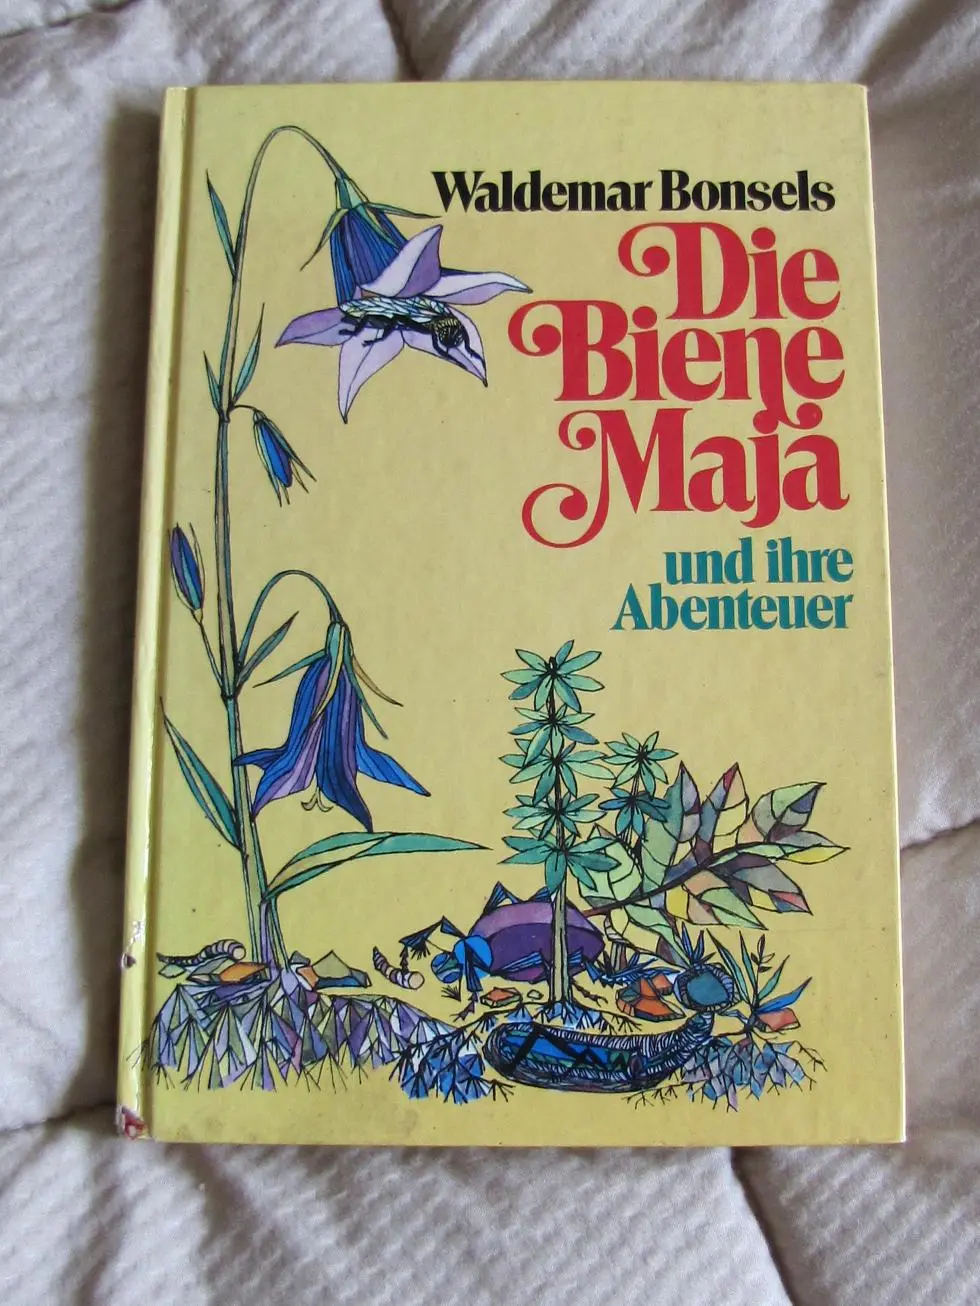 Waldemar Bonsels
Die
Biene
Maja
und ihre
Abenteuer